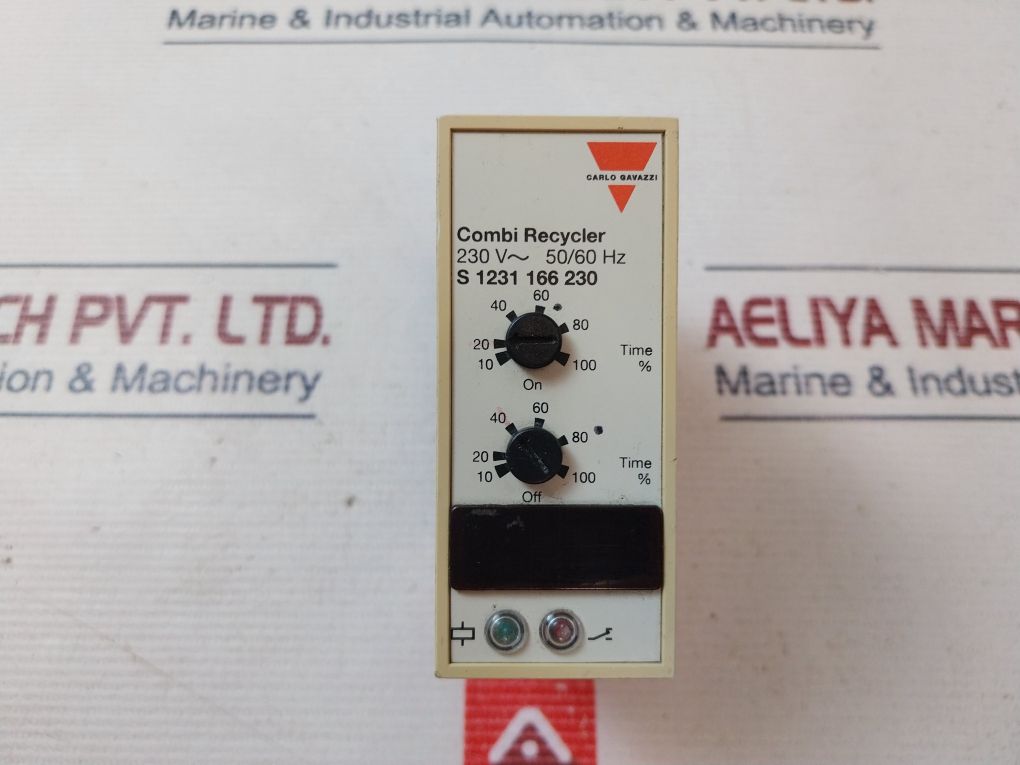 Marine & Industrial Automation & Machinery
CH PVT. LTD.
ion & Machinery
AELIYA MAR
Marine & Indust
CARLO GAVAZZI
Combi Recycler
230 V~ 50/60 Hz
S 1231 166 230
10 20 40 60 80 100
Time
%
On
10 20 40 60 80 100
Time
%
Off